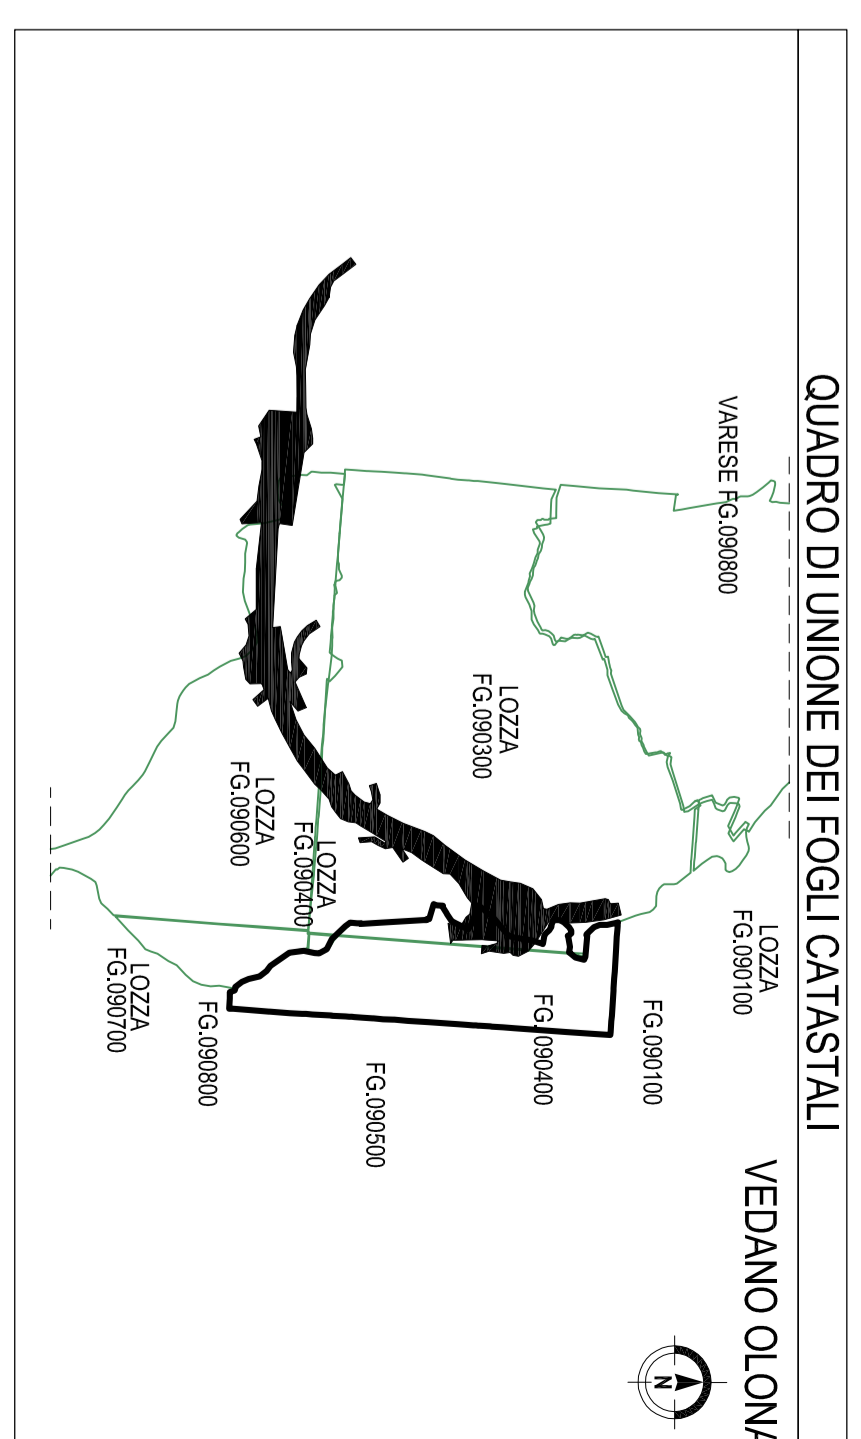 QUADRO DI UNIONE DEI FOGLI CATASTALI
VEDANO OLONA
VARESE FG.090800
LOZZA
FG.090100
FG.090100
LOZZA
FG.090300
FG.090400
FG.090500
LOZZA
FG.090400
LOZZA
FG.090600
FG.090800
LOZZA
FG.090700
N